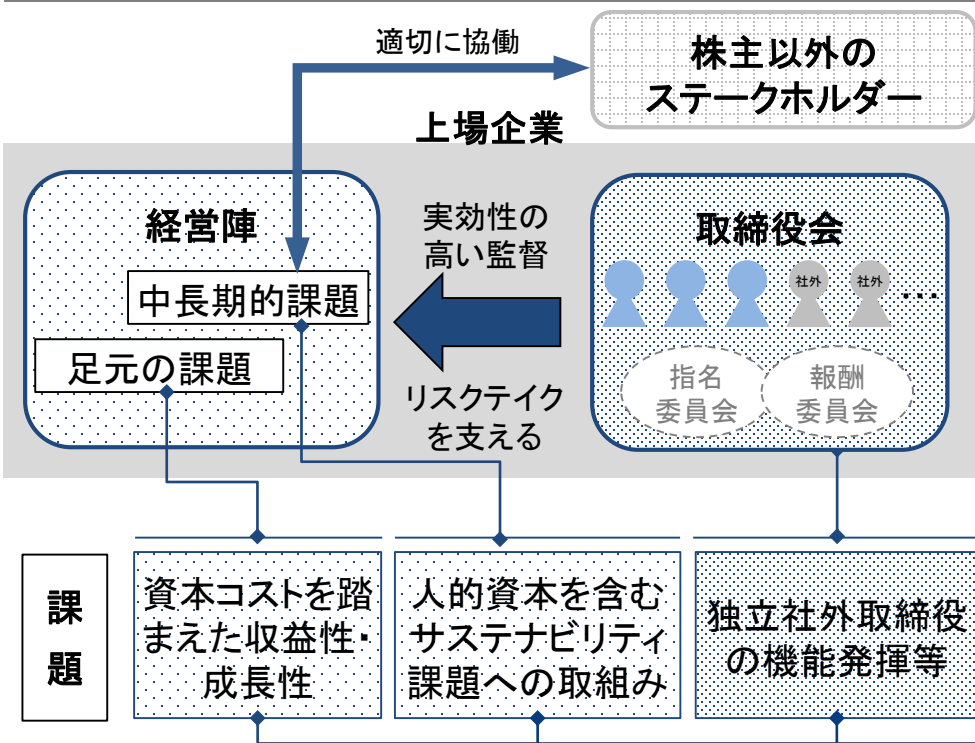 適切に協働
株主以外の
ステークホルダー
上場企業
経営陣
中長期的課題
足元の課題
実効性の
高い監督
リスクテイク
を支える
取締役会
社外
社外
…
指名
委員会
報酬
委員会
課
題
資本コストを踏
まえた収益性・
成長性
人的資本を含む
サステナビリティ
課題への取組み
独立社外取締役
の機能発揮等